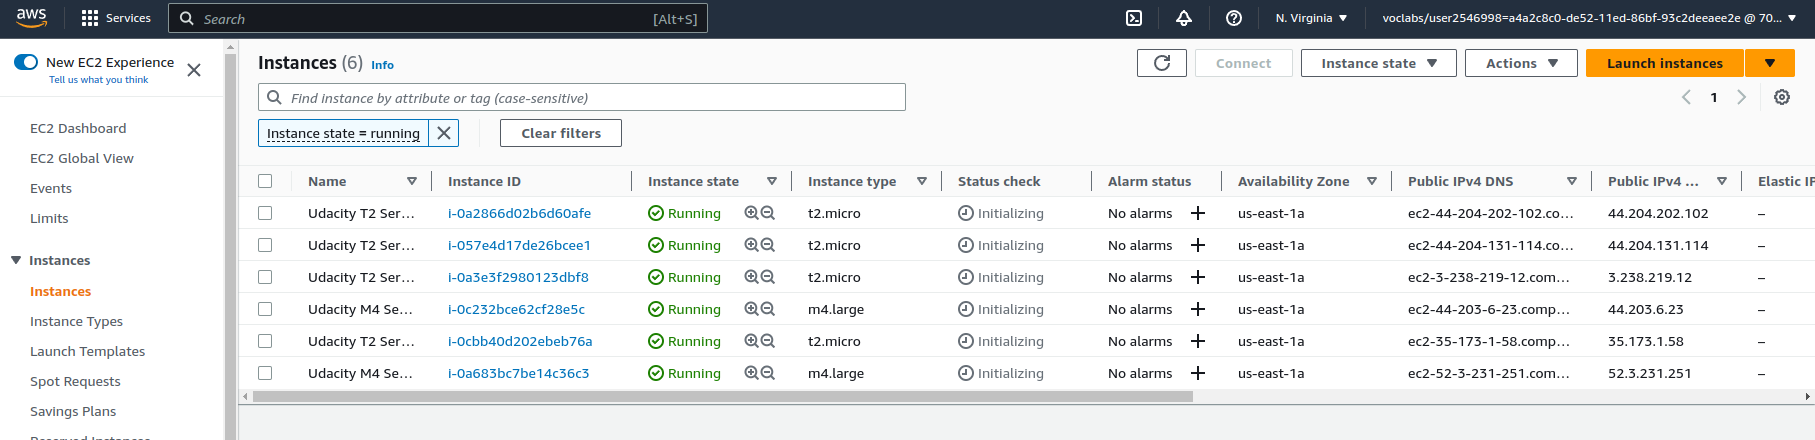 aws
Services
Search [Alt+S]
N. Virginia
voclabs/user2546998=a4a2c8c0-de52-11ed-86bf-93c2deeaee2e @ 70...
New EC2 Experience
Tell us what you think
EC2 Dashboard
EC2 Global View
Events
Limits
Instances
Instances
Instance Types
Launch Templates
Spot Requests
Savings Plans
Reserved Instances
Instances (6) Info
Connect
Instance state
Actions
Launch instances
Find instance by attribute or tag (case-sensitive)
1
Instance state = running
Clear filters
Name Instance ID Instance state Instance type Status check Alarm status Availability Zone Public IPv4 DNS Public IPv4 ... Elastic IP
Udacity T2 Ser... i-0a2866d02b6d60afe Running t2.micro Initializing No alarms + us-east-1a ec2-44-204-202-102.co... 44.204.202.102 –
Udacity T2 Ser... i-057e4d17de26bcee1 Running t2.micro Initializing No alarms + us-east-1a ec2-44-204-131-114.co... 44.204.131.114 –
Udacity T2 Ser... i-0a3e3f2980123dbf8 Running t2.micro Initializing No alarms + us-east-1a ec2-3-238-219-12.com... 3.238.219.12 –
Udacity M4 Se... i-0c232bce62cf28e5c Running m4.large Initializing No alarms + us-east-1a ec2-44-203-6-23.comp... 44.203.6.23 –
Udacity T2 Ser... i-0cbb40d202ebeb76a Running t2.micro Initializing No alarms + us-east-1a ec2-35-173-1-58.comp... 35.173.1.58 –
Udacity M4 Se... i-0a683bc7be14c36c3 Running m4.large Initializing No alarms + us-east-1a ec2-52-3-231-251.com... 52.3.231.251 –